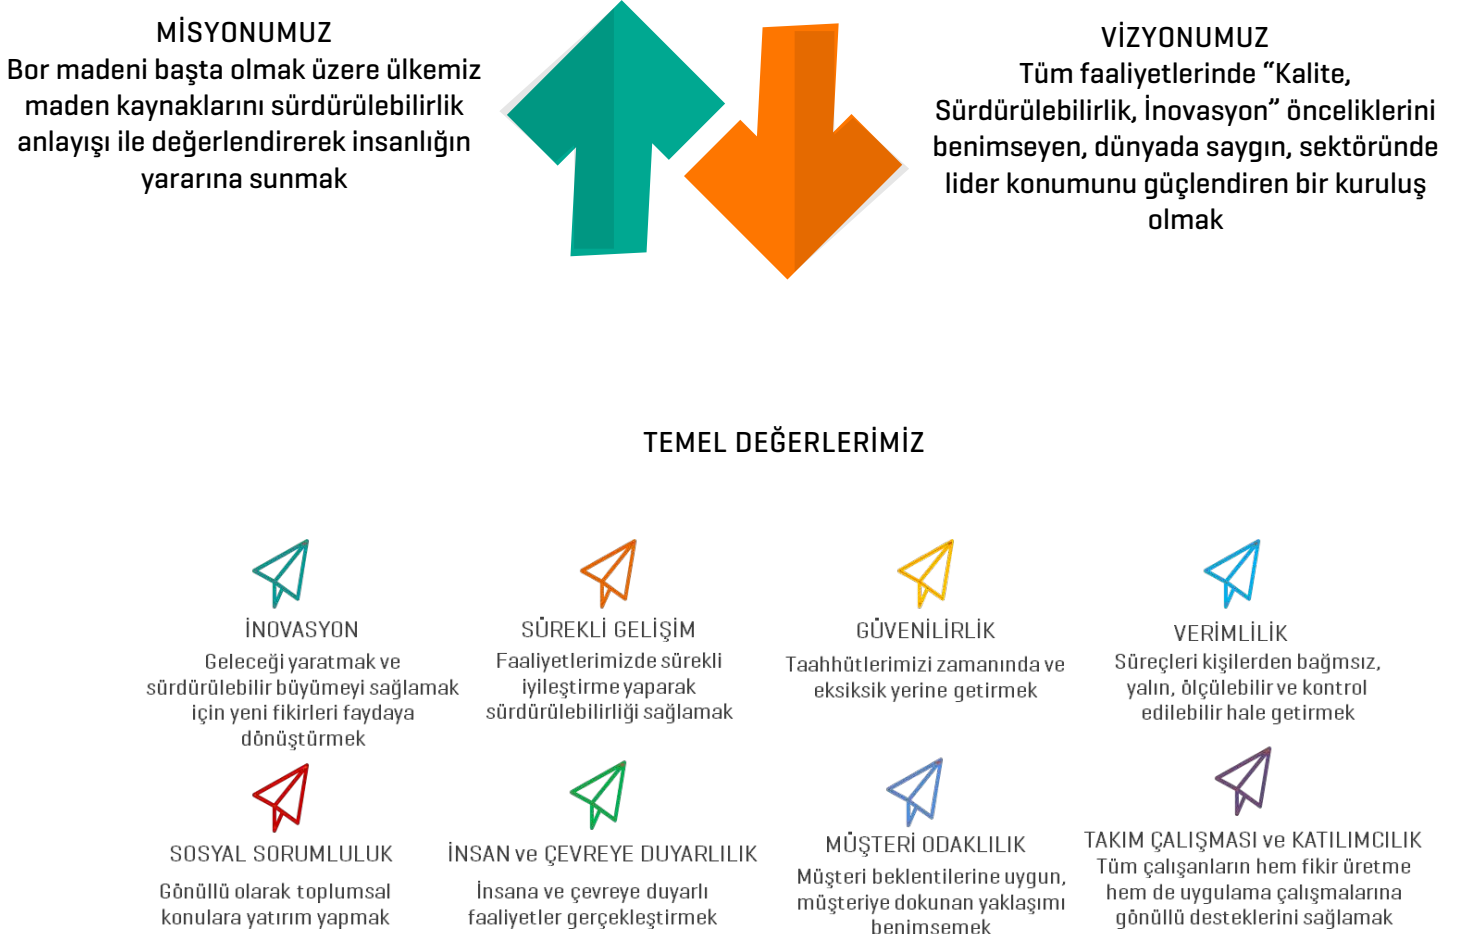 MİSYONUMUZ
Bor madeni başta olmak üzere ülkemiz
maden kaynaklarını sürdürülebilirlik
anlayışı ile değerlendirerek insanlığın
yararına sunmak
VİZYONUMUZ
Tüm faaliyetlerinde “Kalite,
Sürdürülebilirlik, İnovasyon” önceliklerini
benimseyen, dünyada saygın, sektöründe
lider konumunu güçlendiren bir kuruluş
olmak
TEMEL DEĞERLERİMİZ
İNOVASYON
Geleceği yaratmak ve
sürdürülebilir büyümeyi sağlamak
için yeni fikirleri faydaya
dönüştürmek
SÜREKLİ GELİŞİM
Faaliyetlerimizde sürekli
iyileştirme yaparak
sürdürülebilirliği sağlamak
GÜVENİLİRLİK
Taahhütlerimizi zamanında ve
eksiksik yerine getirmek
VERİMLİLİK
Süreçleri kişilerden bağmsız,
yalın, ölçülebilir ve kontrol
edilebilir hale getirmek
SOSYAL SORUMLULUK
Gönüllü olarak toplumsal
konulara yatırım yapmak
İNSAN ve ÇEVREYE DUYARLILIK
İnsana ve çevreye duyarlı
faaliyetler gerçekleştirmek
MÜŞTERİ ODAKLILIK
Müşteri beklentilerine uygun,
müşteriye dokunan yaklaşımı
benimsemek
TAKIM ÇALIŞMASI ve KATILIMCILIK
Tüm çalışanların hem fikir üretme
hem de uygulama çalışmalarına
gönüllü desteklerini sağlamak